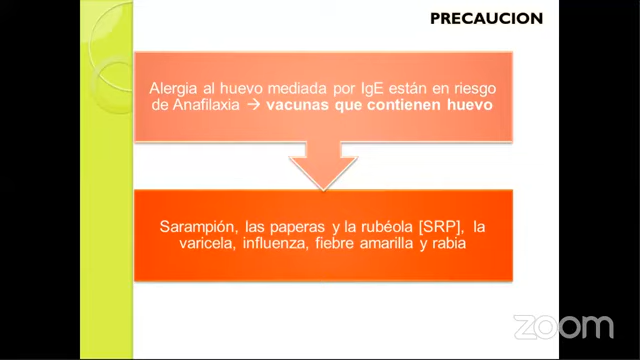 PRECAUCION
Alergia al huevo mediada por IgE están en riesgo
de Anafilaxia → vacunas que contienen huevo
Sarampión, las paperas y la rubéola [SRP], la
varicela, influenza, fiebre amarilla y rabia
zoom